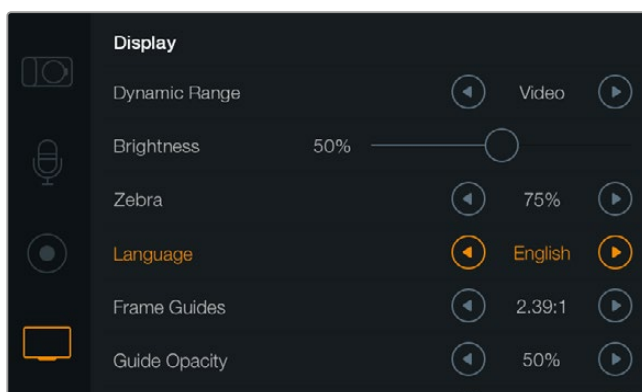 Display
Dynamic Range Video
Brightness 50%
Zebra 75%
Language English
Frame Guides 2.39:1
Guide Opacity 50%